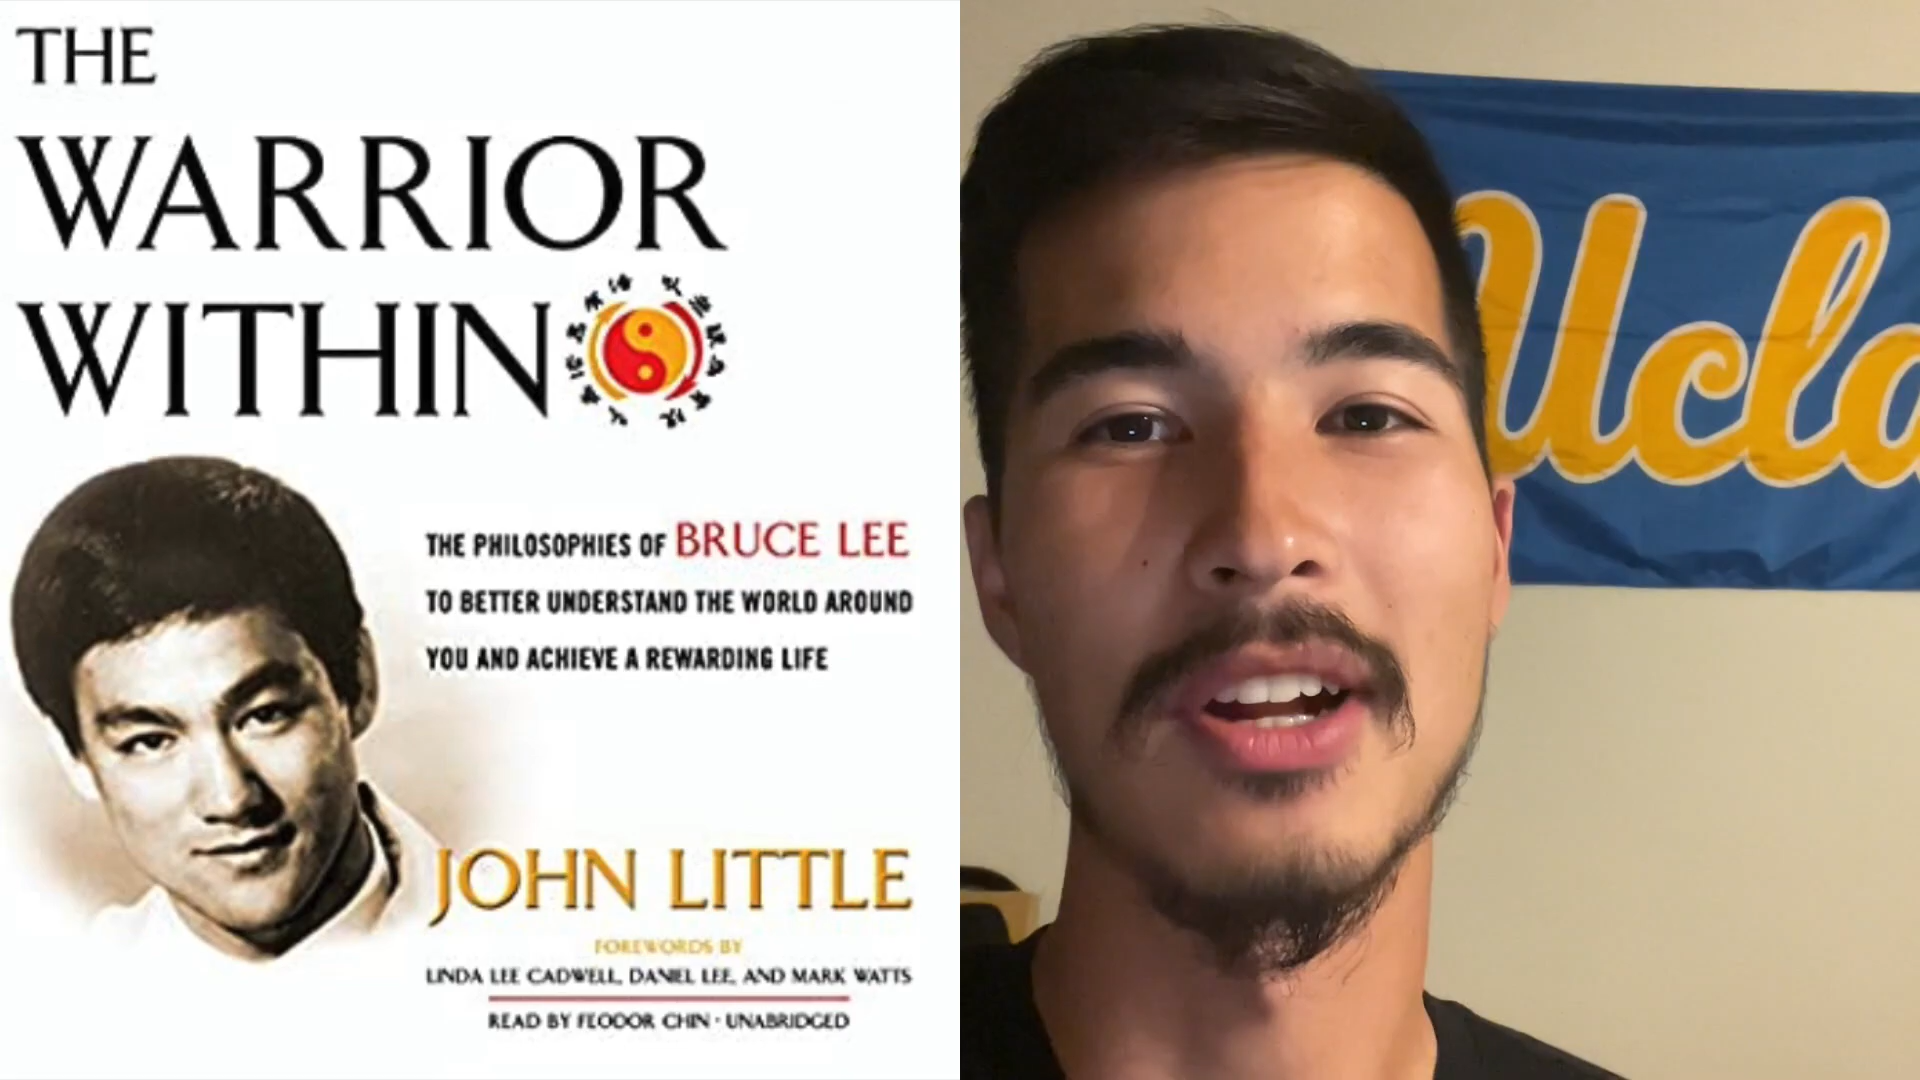 THE
WARRIOR
WITHIN
THE PHILOSOPHIES OF BRUCE LEE
TO BETTER UNDERSTAND THE WORLD AROUND
YOU AND ACHIEVE A REWARDING LIFE
JOHN LITTLE
FOREWORDS BY
LINDA LEE CADWELL, DANIEL LEE, AND MARK WATTS
READ BY FEODOR CHIN · UNABRIDGED
Ucla